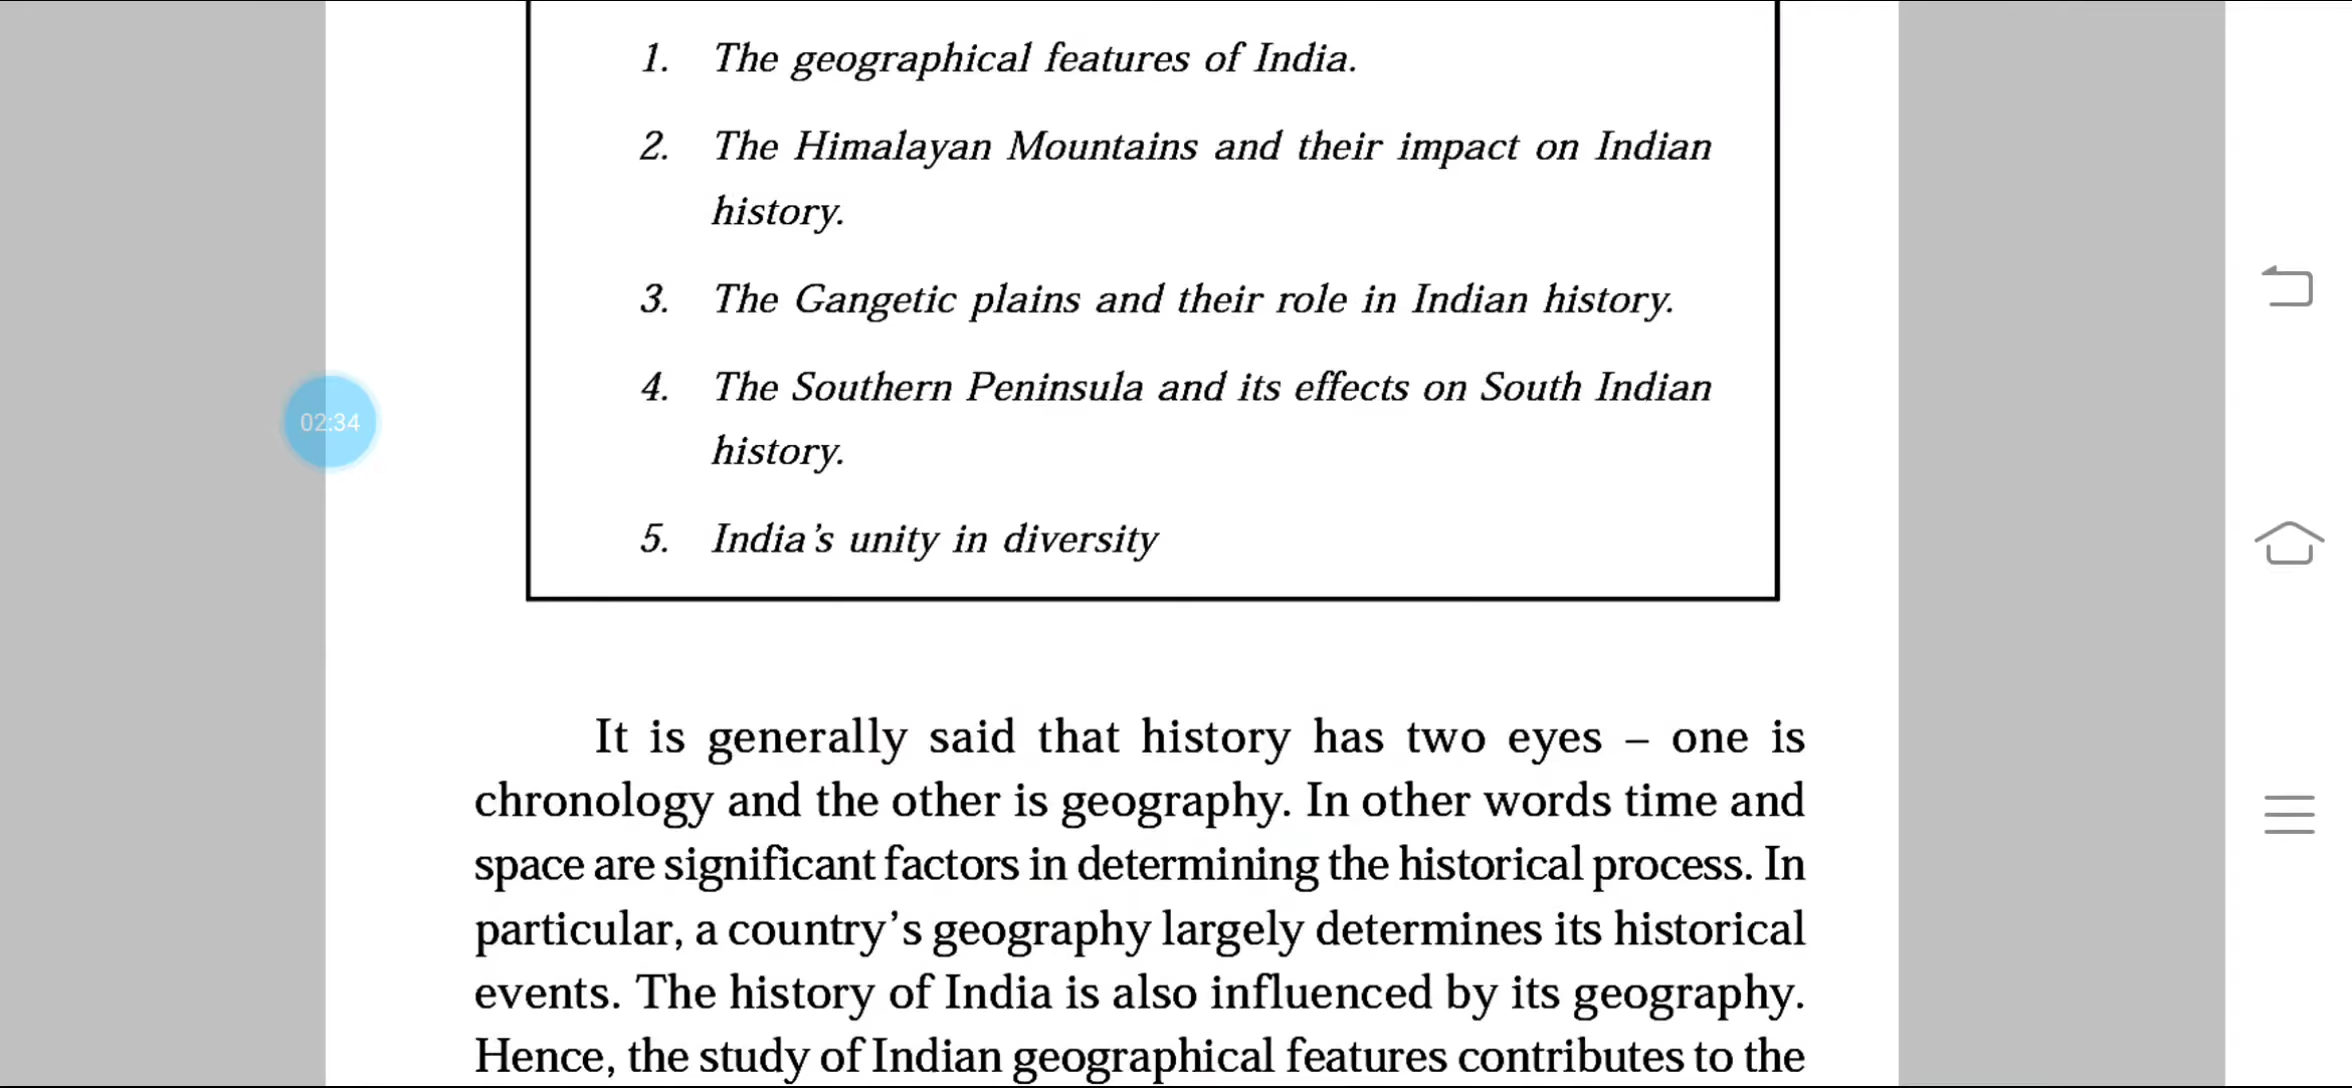 1. The geographical features of India.
2. The Himalayan Mountains and their impact on Indian
history.
3. The Gangetic plains and their role in Indian history.
02:34
4. The Southern Peninsula and its effects on South Indian
history.
5. India’s unity in diversity
It is generally said that history has two eyes – one is
chronology and the other is geography. In other words time and
space are significant factors in determining the historical process. In
particular, a country’s geography largely determines its historical
events. The history of India is also influenced by its geography.
Hence, the study of Indian geographical features contributes to the